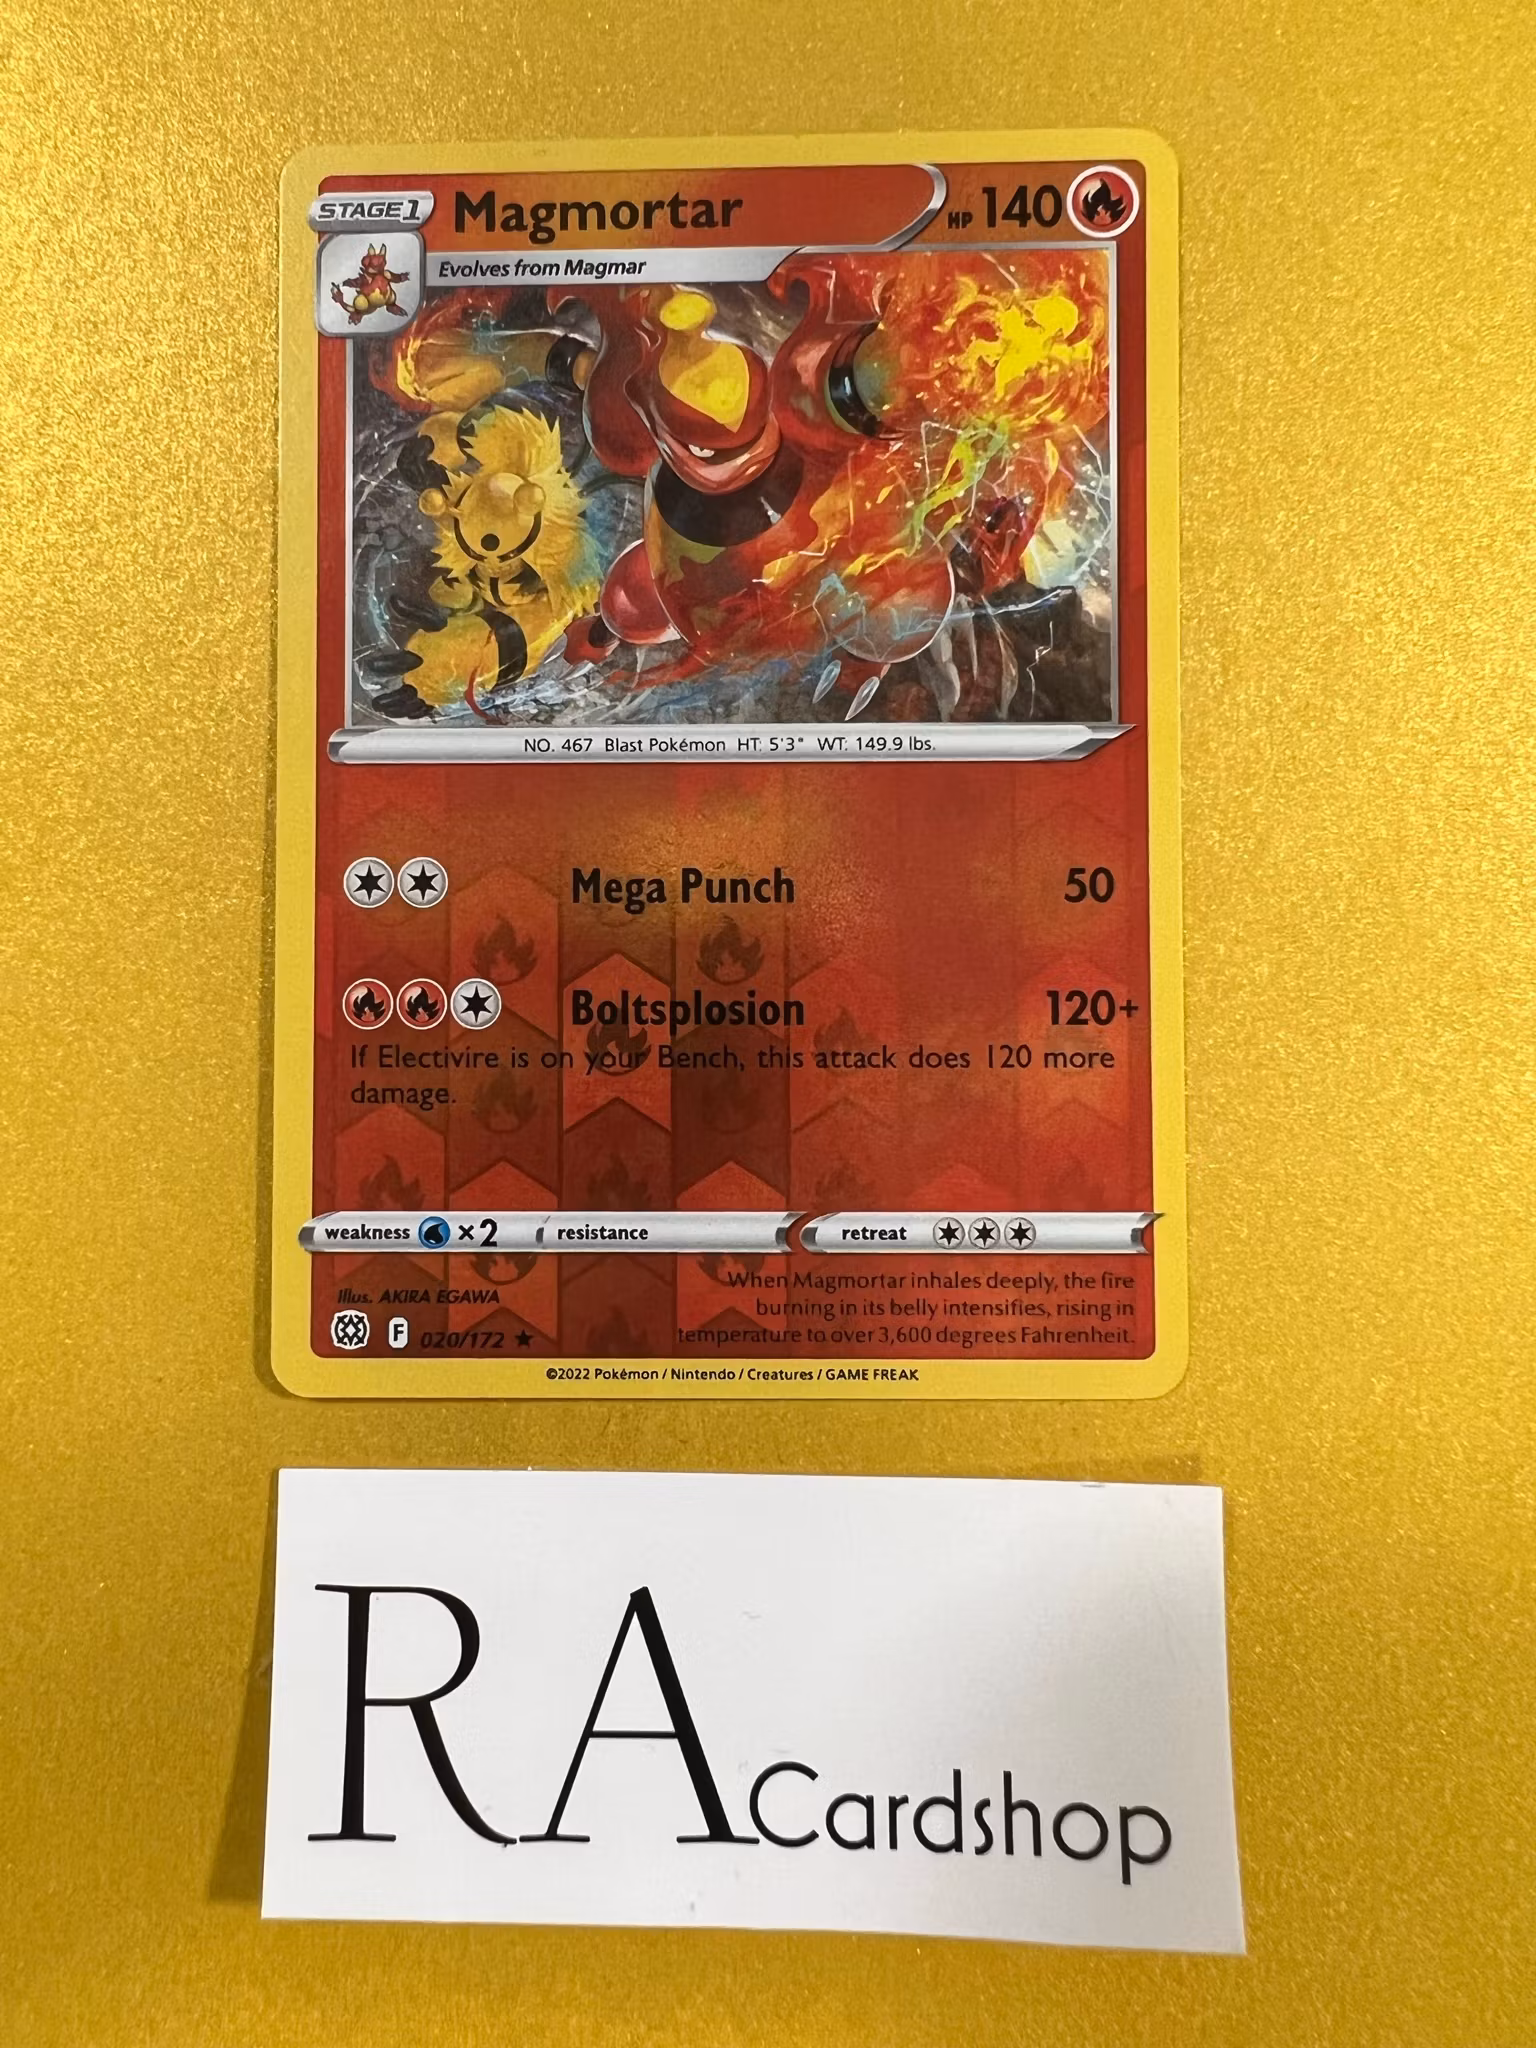 STAGE 1
Magmortar
HP 140
Evolves from Magmar
NO. 467 Blast Pokémon HT: 5'3" WT: 149.9 lbs.
Mega Punch 50
Boltsplosion 120+
If Electivire is on your Bench, this attack does 120 more
damage.
weakness ×2 resistance retreat
Illus. AKIRA EGAWA
When Magmortar inhales deeply, the fire
burning in its belly intensifies, rising in
temperature to over 3,600 degrees Fahrenheit.
F 020/172 ★
©2022 Pokémon / Nintendo / Creatures / GAME FREAK
RA Cardshop